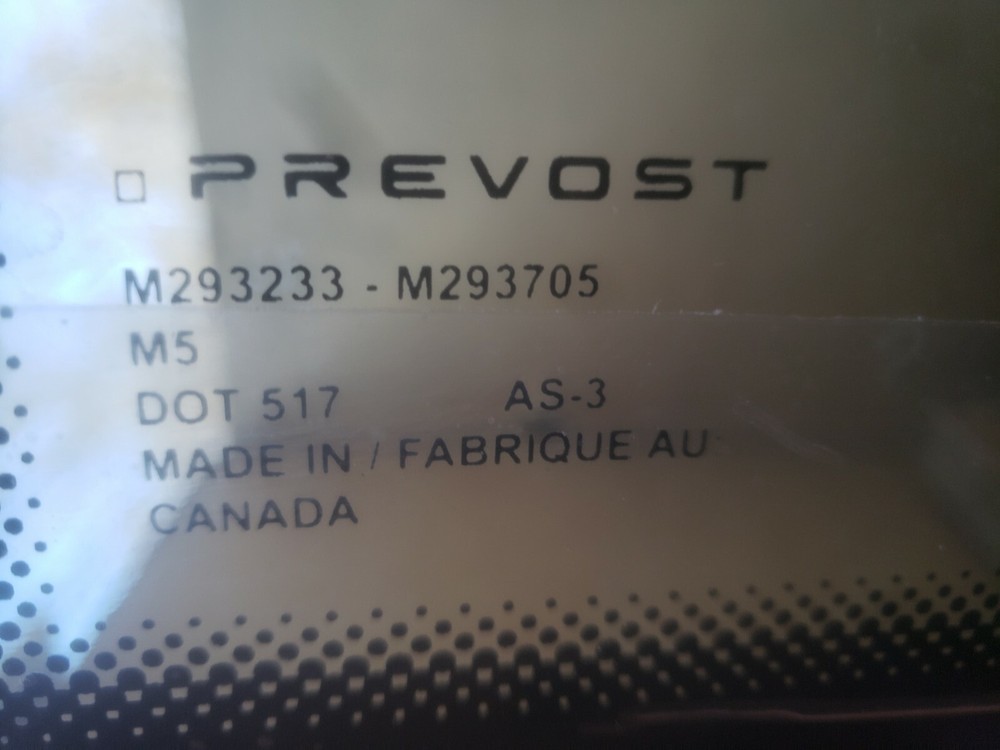 PREVOST
M293233 - M293705
M5
DOT 517 AS-3
MADE IN / FABRIQUE AU
CANADA